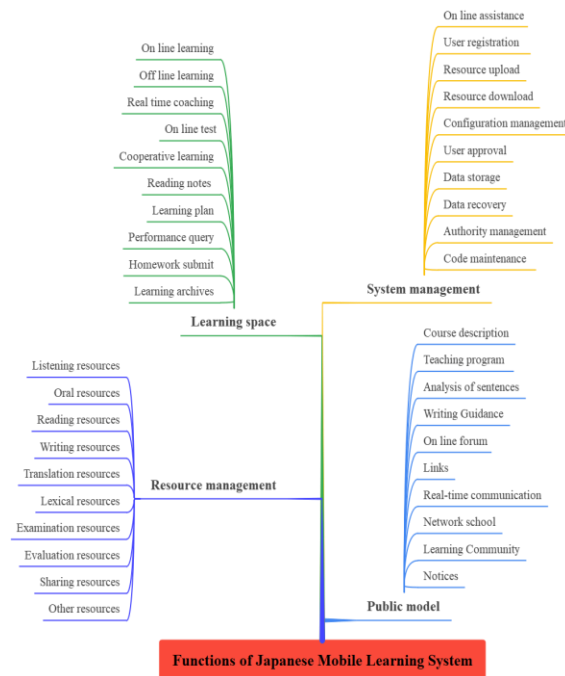 On line learning
Off line learning
Real time coaching
On line test
Cooperative learning
Reading notes
Learning plan
Performance query
Homework submit
Learning archives
Learning space
On line assistance
User registration
Resource upload
Resource download
Configuration management
User approval
Data storage
Data recovery
Authority management
Code maintenance
System management
Listening resources
Oral resources
Reading resources
Writing resources
Translation resources
Lexical resources
Examination resources
Evaluation resources
Sharing resources
Other resources
Resource management
Course description
Teaching program
Analysis of sentences
Writing Guidance
On line forum
Links
Real-time communication
Network school
Learning Community
Notices
Public model
Functions of Japanese Mobile Learning System